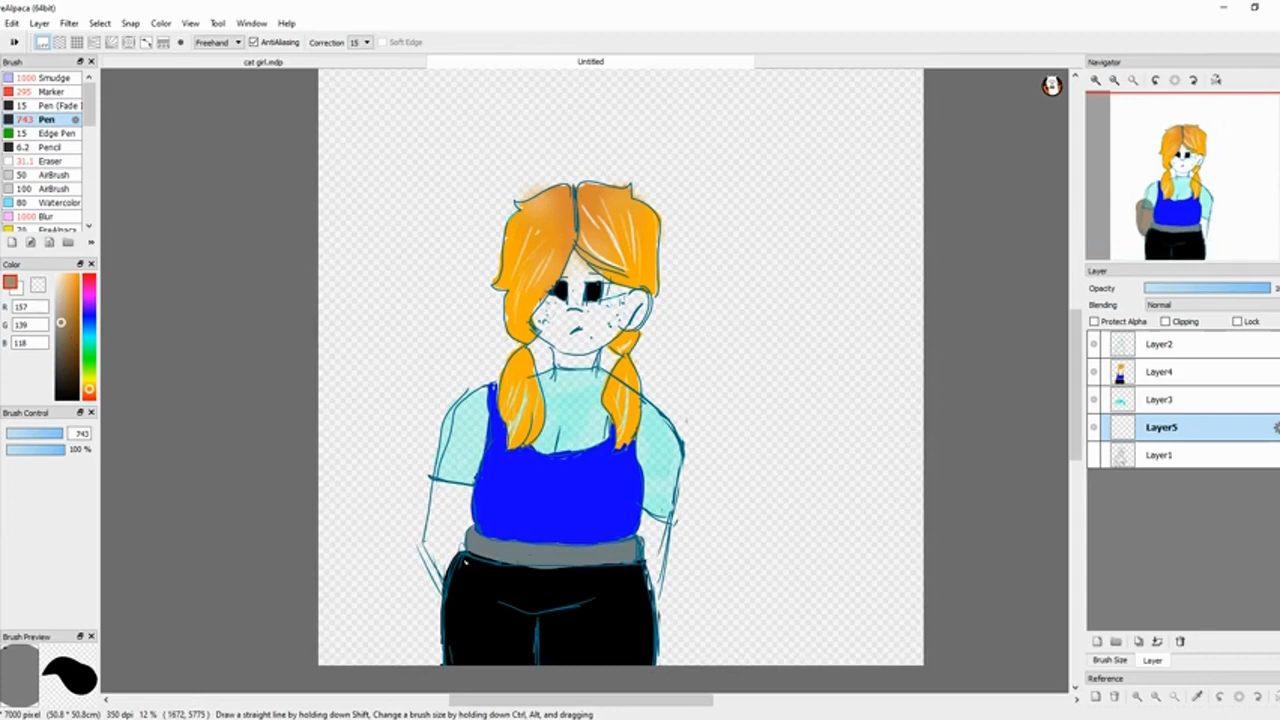 reAlpaca (64bit)
Edit Layer Filter Select Snap Color View Tool Window Help
Freehand AntiAliasing Correction 15 Soft Edge
Brush cat girl.mdp Untitled Navigator
1000 Smudge
295 Marker
15 Pen (Fade
743 Pen
15 Edge Pen
6.2 Pencil
31.1 Eraser
50 AirBrush
100 AirBrush
80 Watercolor
1000 Blur
Color
R 157
G 139
B 118
Brush Control
743
100 %
Brush Preview
Layer
Opacity
Blending Normal
Protect Alpha Clipping Lock
Layer2
Layer4
Layer3
Layer5
Layer1
Brush Size Layer
Reference
* 7000 pixel (50.8 * 50.8cm) 350 dpi 12 % ( 1672, 5775 ) Draw a straight line by holding down Shift, Change a brush size by holding down Ctrl, Alt, and dragging